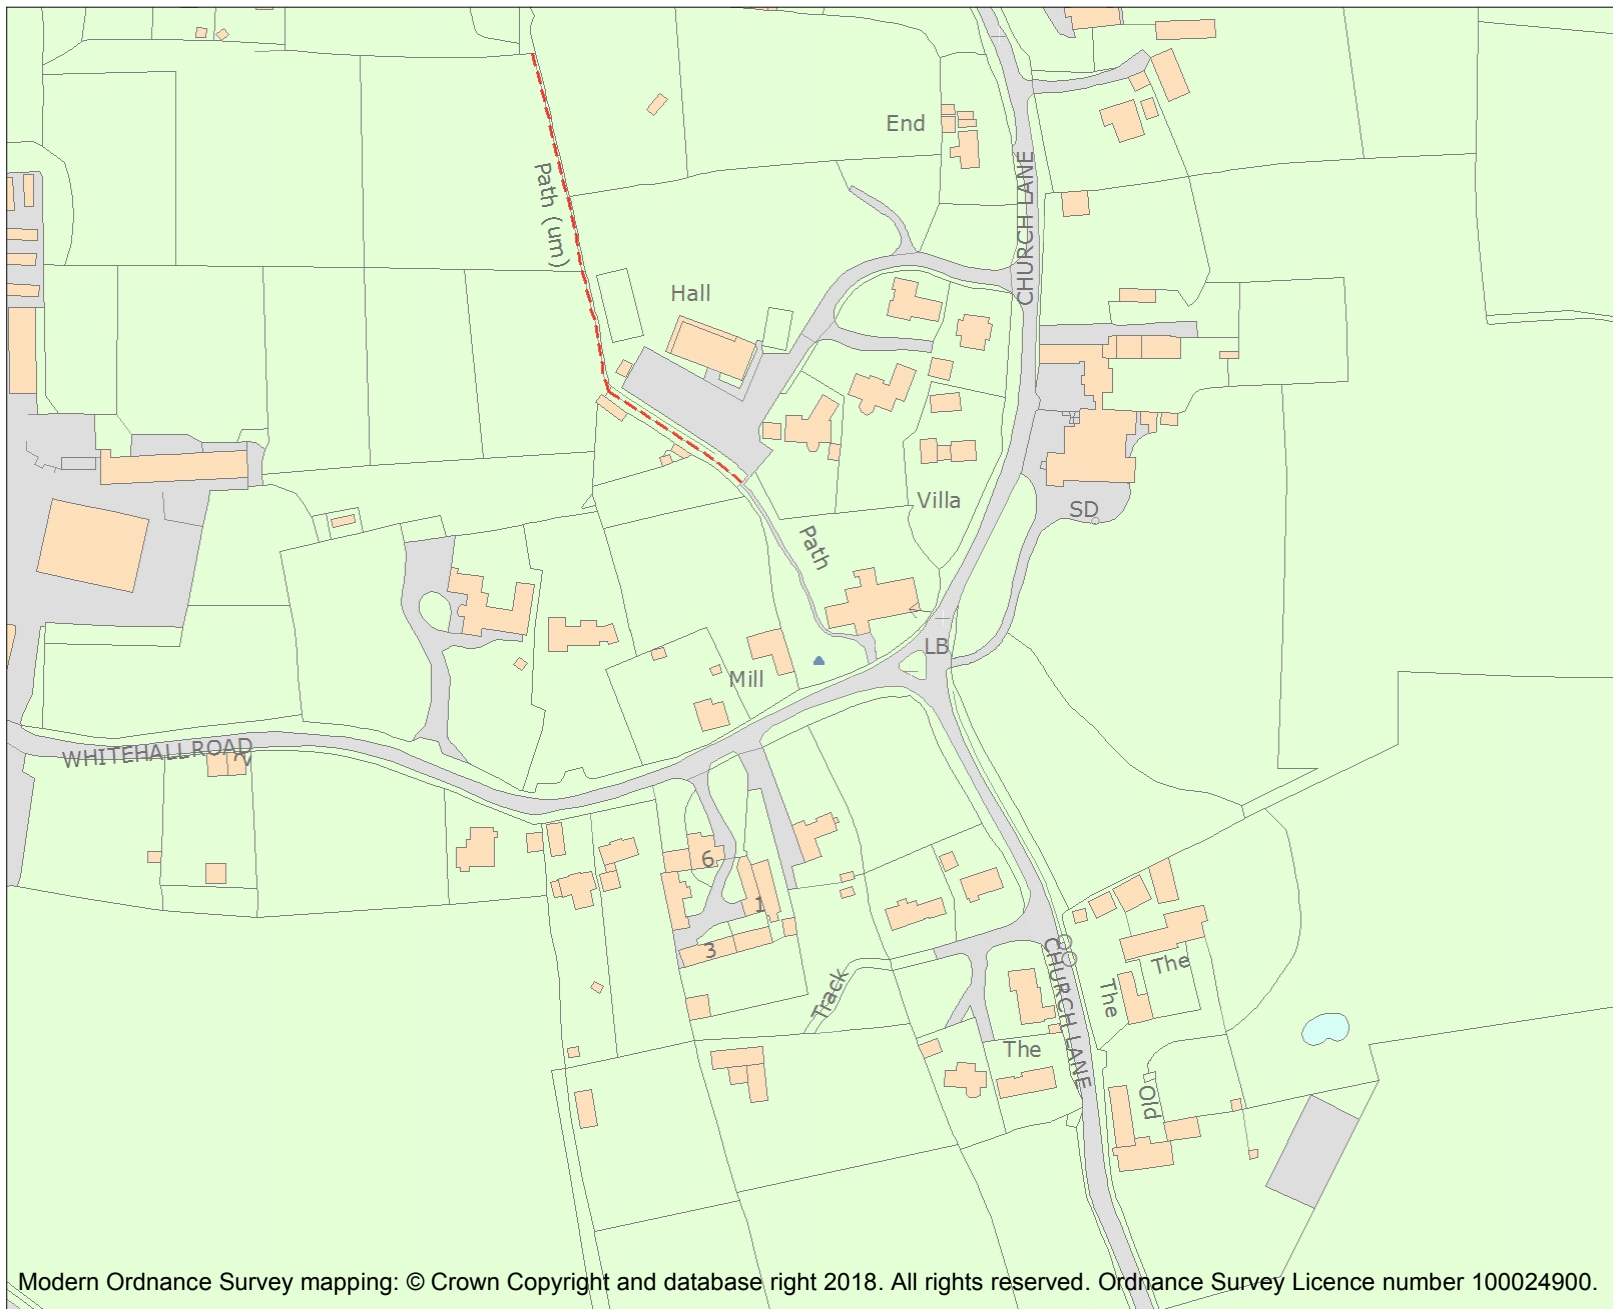 End
CHURCH LANE
Path (um)
Hall
Villa
SD
Path
LB
Mill
WHITEHALL ROAD
6
1
3
The
The
Track
CHURCH LANE
The
Old
Modern Ordnance Survey mapping: © Crown Copyright and database right 2018. All rights reserved. Ordnance Survey Licence number 100024900.